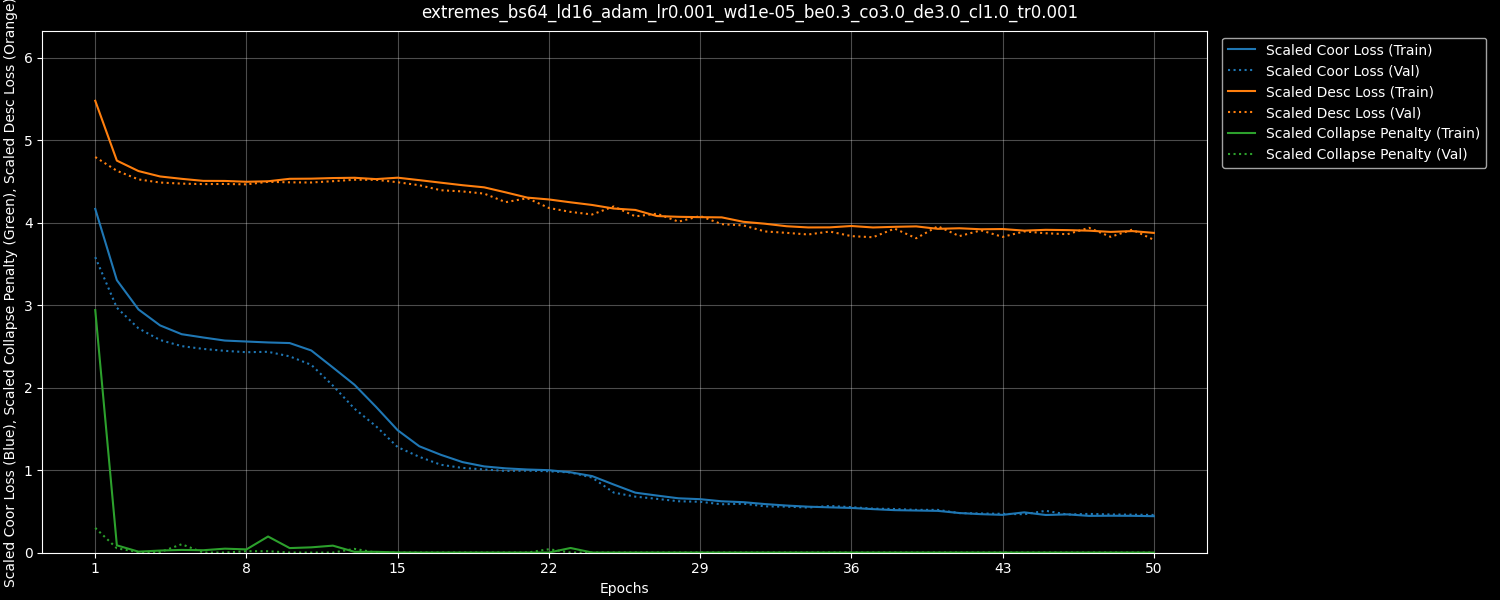 extremes_bs64_ld16_adam_lr0.001_wd1e-05_be0.3_co3.0_de3.0_cl1.0_tr0.001
Scaled Coor Loss (Blue), Scaled Collapse Penalty (Green), Scaled Desc Loss (Orange)
6
5
4
3
2
1
0
1 8 15 22 29 36 43 50
Epochs
Scaled Coor Loss (Train)
Scaled Coor Loss (Val)
Scaled Desc Loss (Train)
Scaled Desc Loss (Val)
Scaled Collapse Penalty (Train)
Scaled Collapse Penalty (Val)